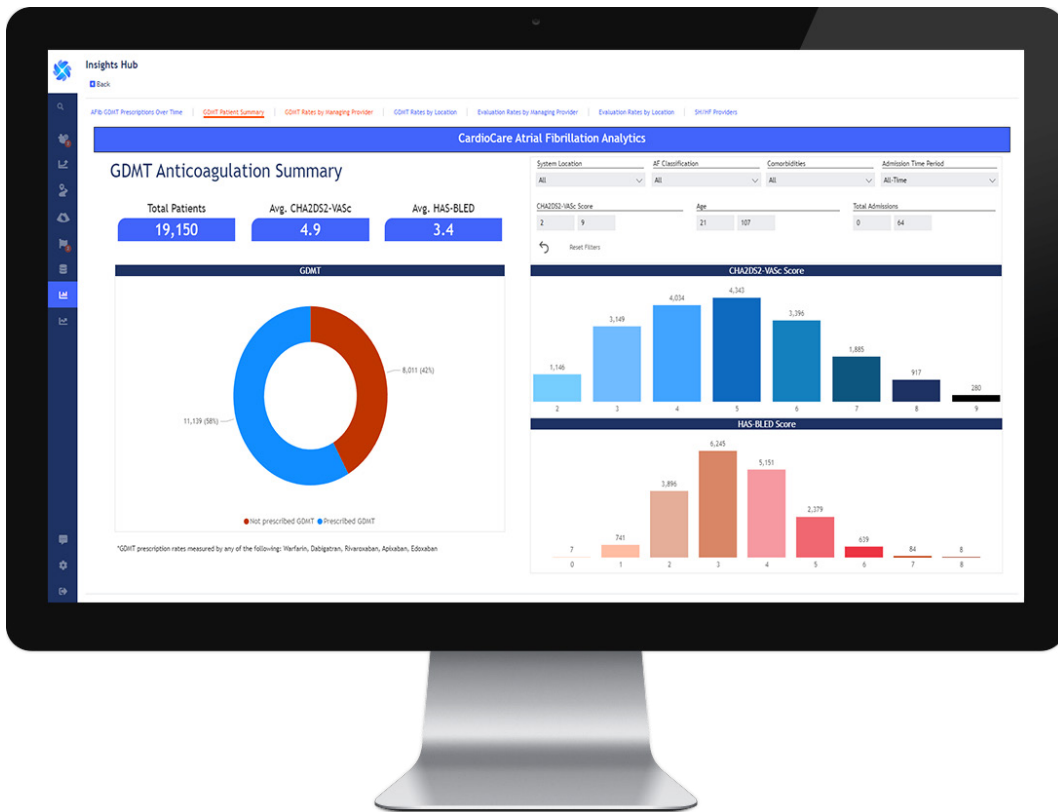 Insights Hub
Back
AFib GDMT Prescriptions Over Time
GDMT Patient Summary
GDMT Rates by Managing Provider
GDMT Rates by Location
Evaluation Rates by Managing Provider
Evaluation Rates by Location
SH/HF Providers
CardioCare Atrial Fibrillation Analytics
GDMT Anticoagulation Summary
Total Patients
19,150
Avg. CHA2DS2-VASc
4.9
Avg. HAS-BLED
3.4
System Location
All
AF Classification
All
Comorbidities
All
Admission Time Period
All-Time
CHA2DS2-VASc Score
2 9
Age
21 107
Total Admissions
0 64
Reset Filters
GDMT
8,011 (42%)
11,139 (58%)
Not prescribed GDMT Prescribed GDMT
*GDMT prescription rates measured by any of the following: Warfarin, Dabigatran, Rivaroxaban, Apixaban, Edoxaban
CHA2DS2-VASc Score
1,146 3,149 4,034 4,343 3,396 1,885 917 280
2 3 4 5 6 7 8 9
HAS-BLED Score
7 741 3,896 6,245 5,151 2,379 639 84 8
0 1 2 3 4 5 6 7 8